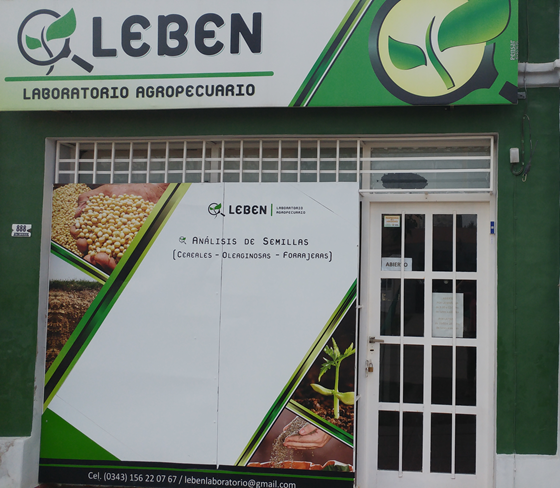 LEBEN
LABORATORIO AGROPECUARIO
LEBEN LABORATORIO AGROPECUARIO
ANÁLISIS DE SEMILLAS
(CEREALES - OLEAGINOSAS - FORRAJERAS)
888
ABIERTO
Cel. (0343) 156 22 07 67 / lebenlaboratorio@gmail.com